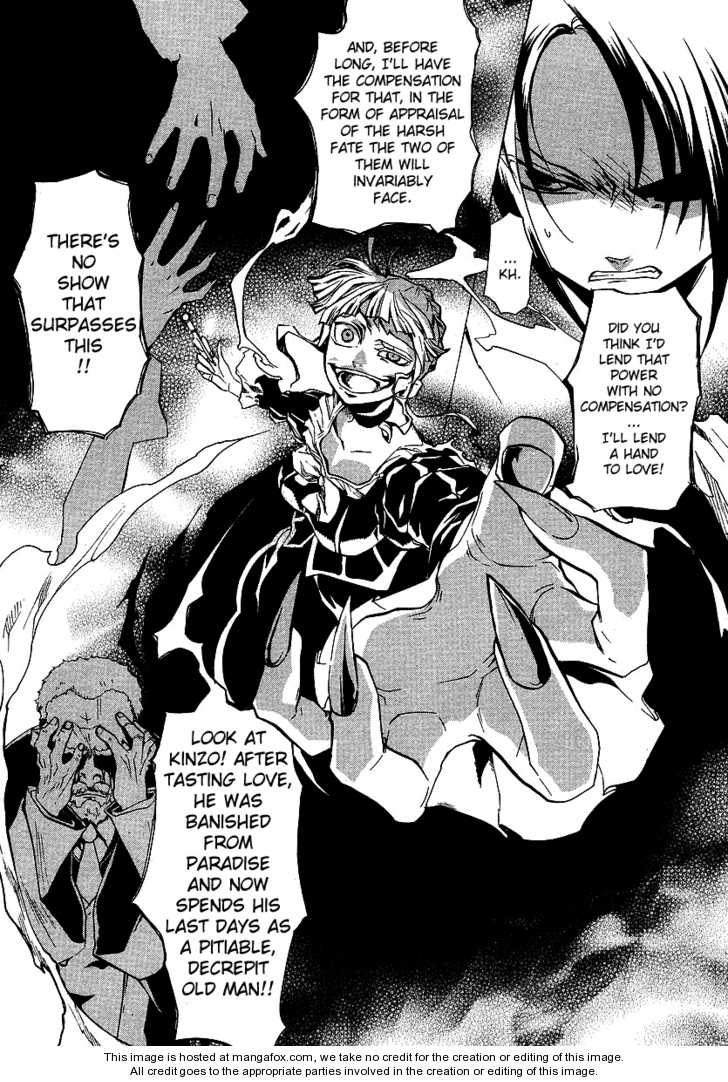 ...
KH.
DID YOU
THINK I'D
LEND THAT
POWER
WITH NO
COMPENSATION?
...
I'LL LEND
A HAND
TO LOVE!
AND, BEFORE
LONG, I'LL HAVE
THE COMPENSATION
FOR THAT, IN THE
FORM OF APPRAISAL
OF THE HARSH
FATE THE TWO
OF THEM WILL
INVARIABLY
FACE.
THERE'S
NO
SHOW
THAT
SURPASSES
THIS
!!
LOOK AT
KINZO! AFTER
TASTING LOVE,
HE WAS
BANISHED
FROM
PARADISE
AND NOW
SPENDS HIS
LAST DAYS AS
A PITIABLE,
DECREPIT
OLD MAN!!
This image is hosted at mangafox.com, we take no credit for the creation or editing of this image.
All credit goes to the appropriate parties involved in the creation or editing of this image.